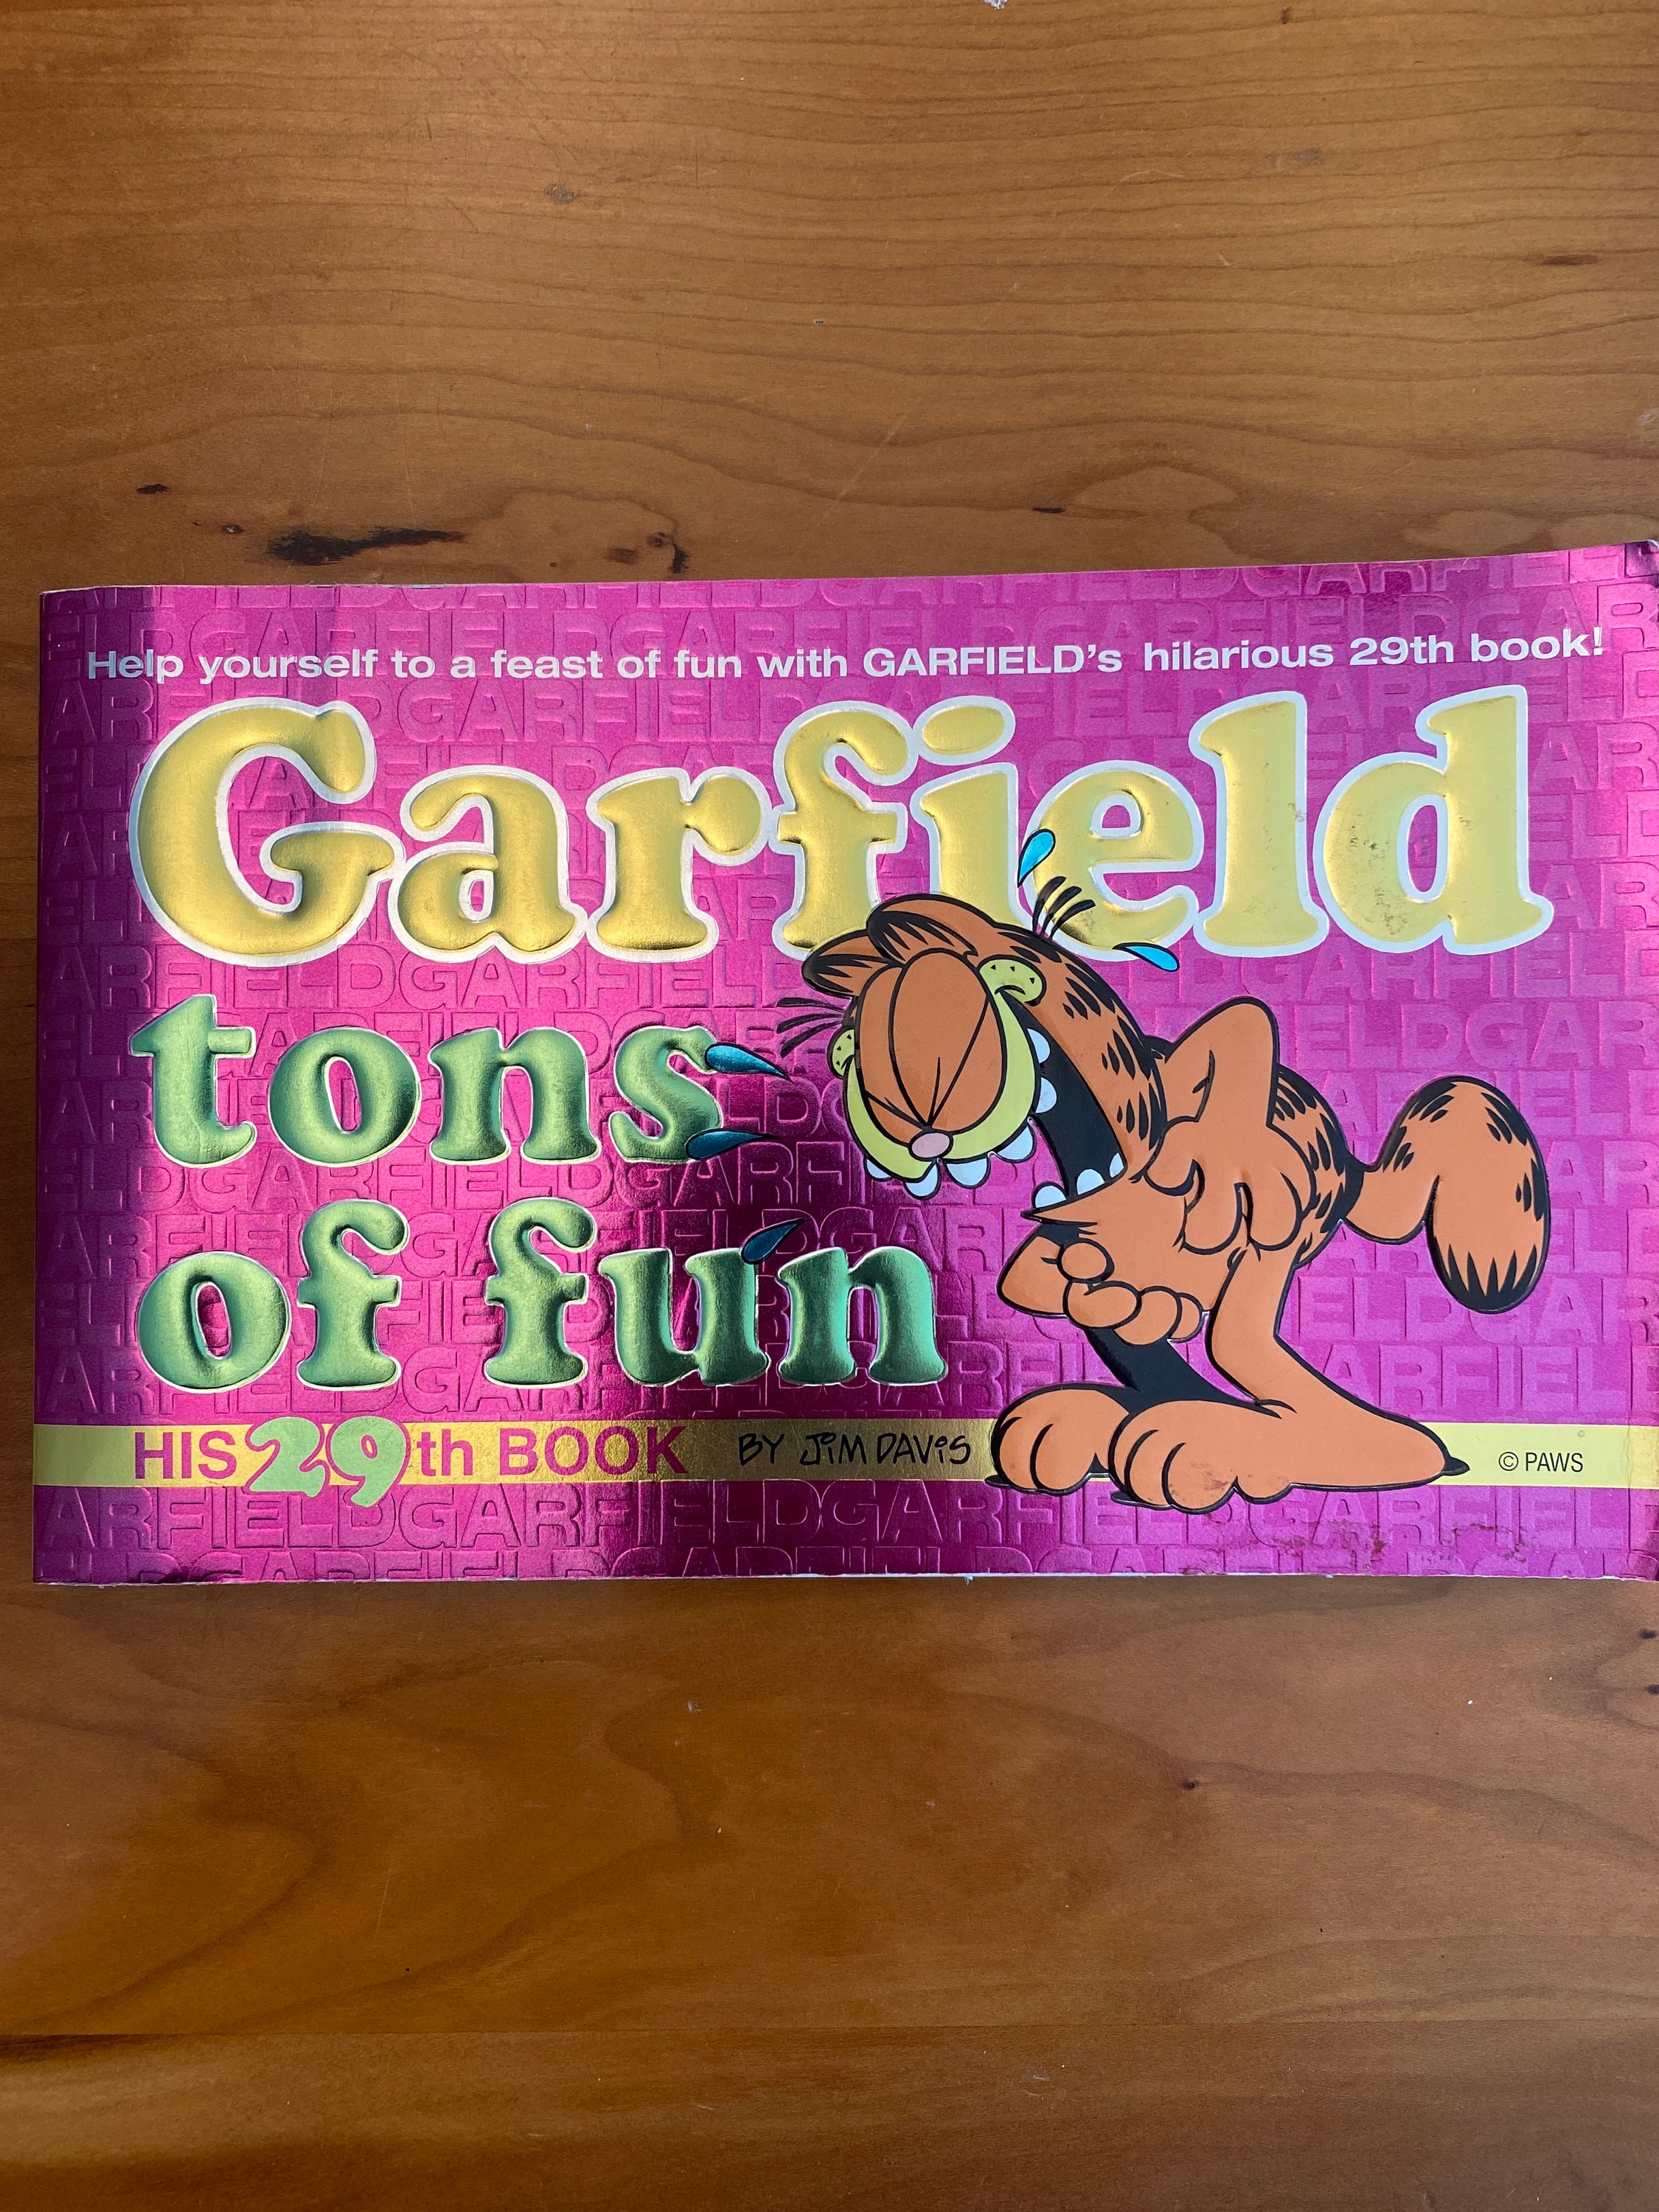 Help yourself to a feast of fun with GARFIELD's hilarious 29th book!
Garfield
tons
of fun
HIS 29th BOOK BY JIM DAVIS © PAWS